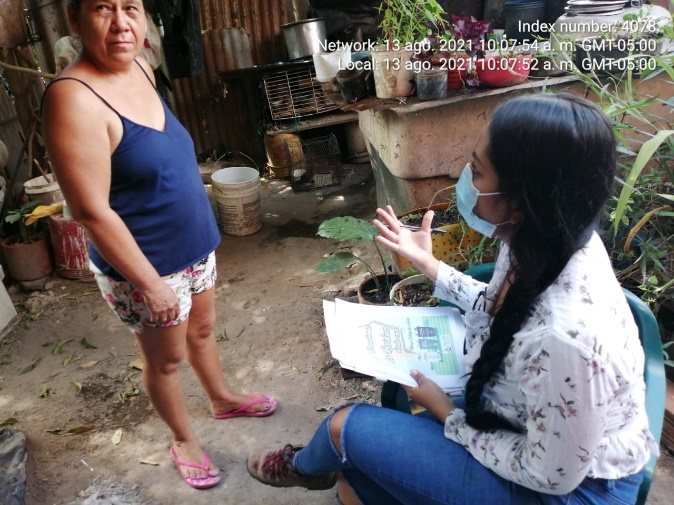 Index number: 4078
Network: 13 ago. 2021 10:07:54 a. m. GMT-05:00
Local: 13 ago. 2021 10:07:52 a. m. GMT-05:00